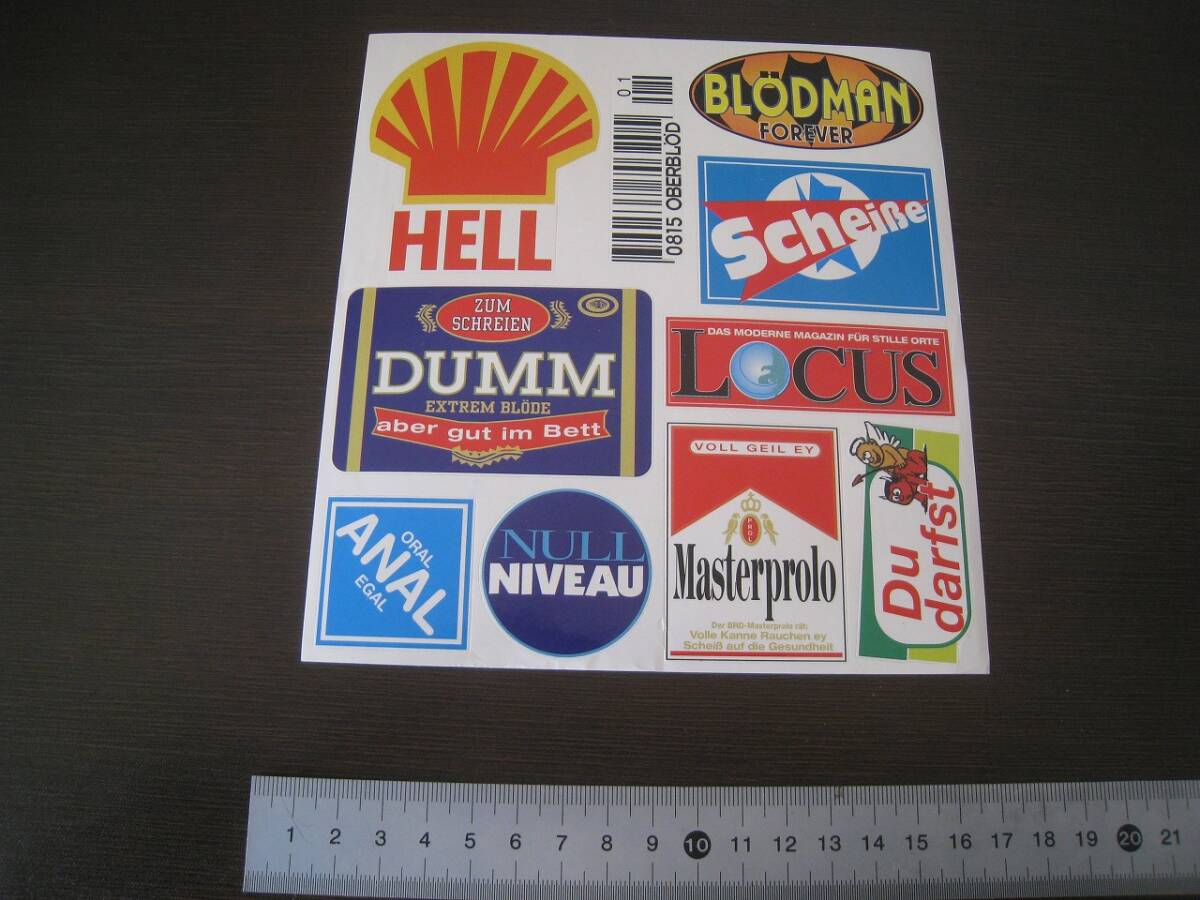 HELL
0815 OBERBLÖD
01
BLÖDMAN
FOREVER
Scheiße
ZUM
SCHREIEN
DUMM
EXTREM BLÖDE
aber gut im Bett
DAS MODERNE MAGAZIN FÜR STILLE ORTE
LaCUS
ORAL
ANAL
EGAL
NULL
NIVEAU
VOLL GEIL EY
PROL
Masterprolo
Der BRD-Masterprolo rät:
Volle Kanne Rauchen ey
Scheiß auf die Gesundheit
Du
darfst
1 2 3 4 5 6 7 8 9 10 11 12 13 14 15 16 17 18 19 20 21